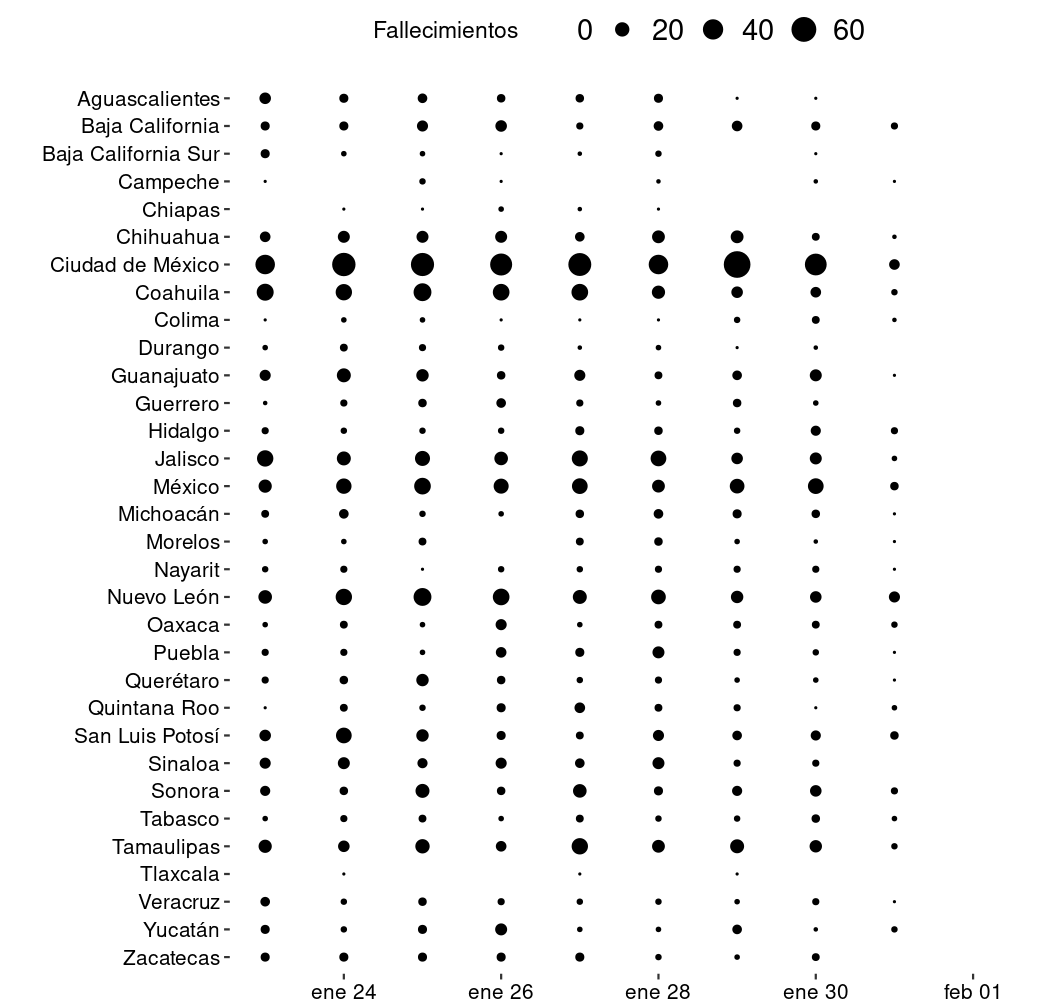 Fallecimientos 0 20 40 60
Aguascalientes
Baja California
Baja California Sur
Campeche
Chiapas
Chihuahua
Ciudad de México
Coahuila
Colima
Durango
Guanajuato
Guerrero
Hidalgo
Jalisco
México
Michoacán
Morelos
Nayarit
Nuevo León
Oaxaca
Puebla
Querétaro
Quintana Roo
San Luis Potosí
Sinaloa
Sonora
Tabasco
Tamaulipas
Tlaxcala
Veracruz
Yucatán
Zacatecas
ene 24 ene 26 ene 28 ene 30 feb 01